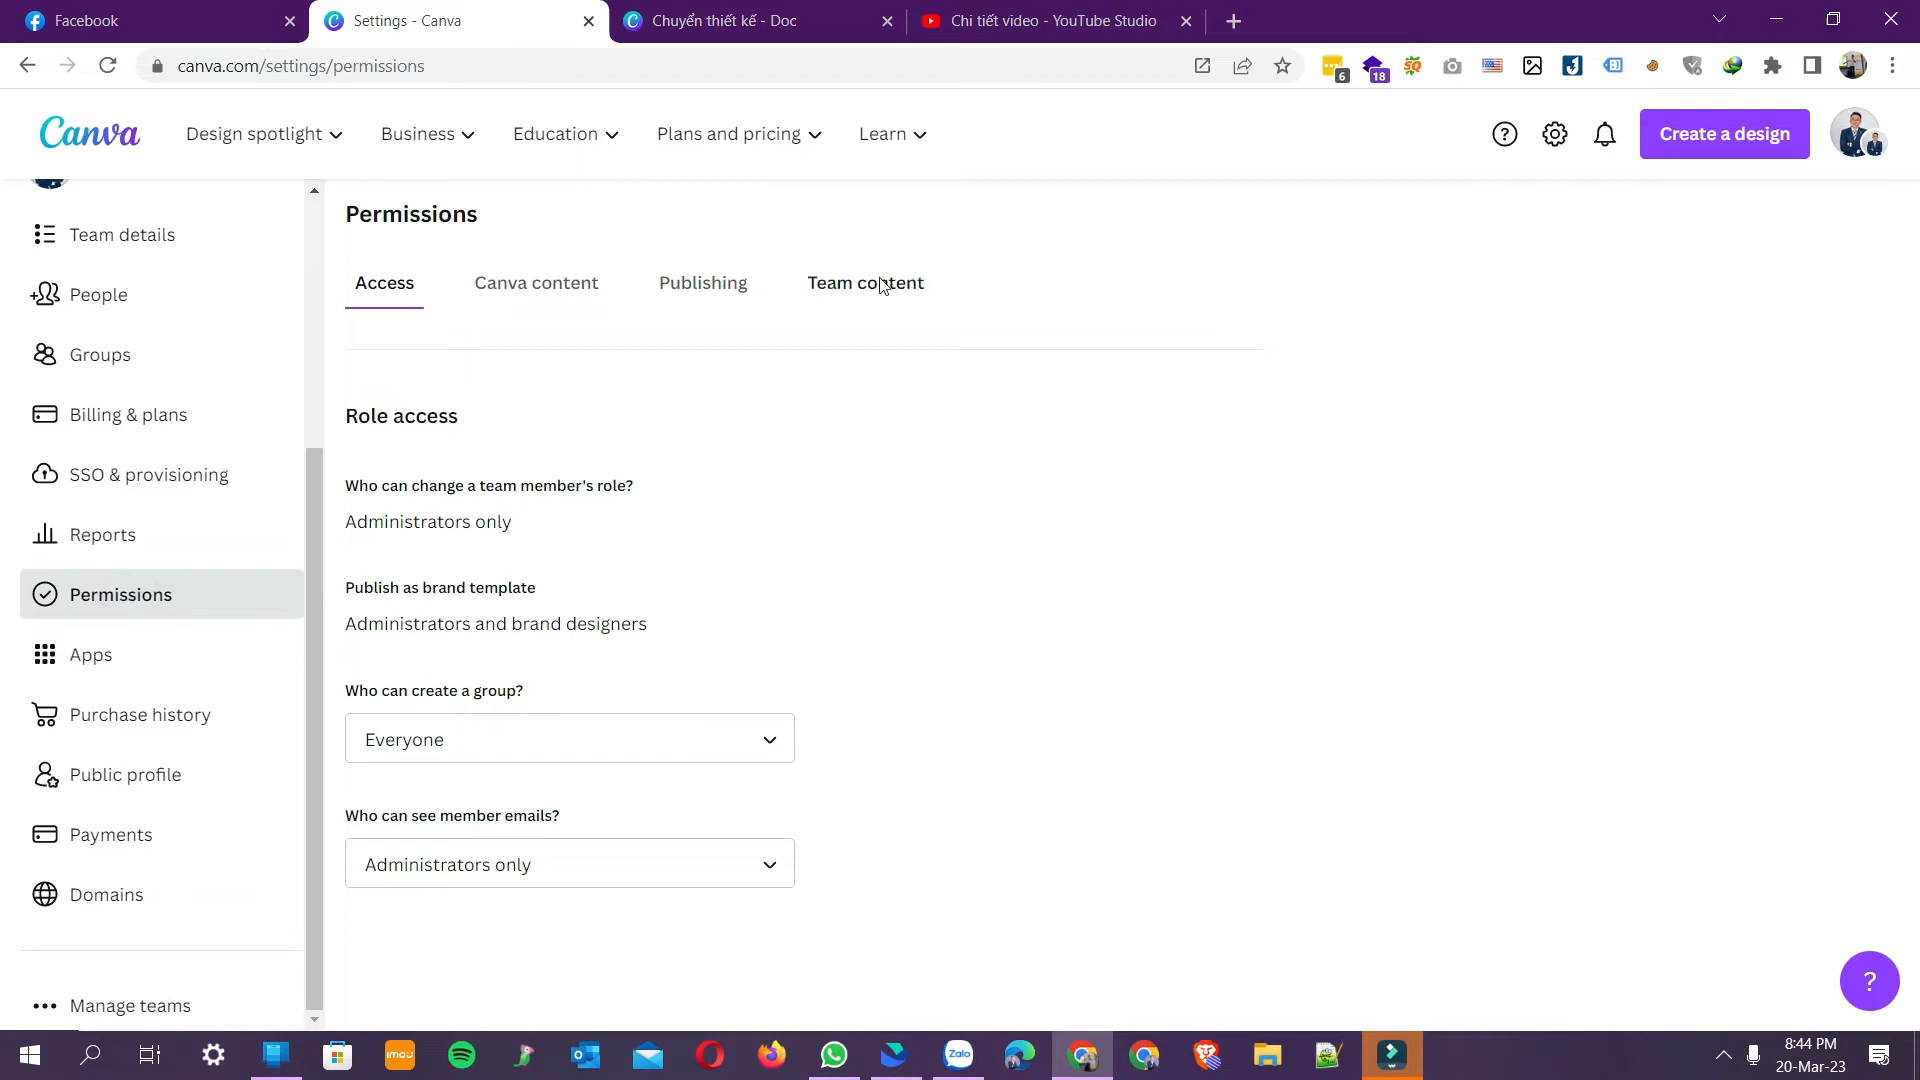 Facebook
Settings - Canva
Chuyển thiết kế - Doc
Chi tiết video - YouTube Studio
canva.com/settings/permissions
6
18
Canva
Design spotlight
Business
Education
Plans and pricing
Learn
Create a design
Team details
People
Groups
Billing & plans
SSO & provisioning
Reports
Permissions
Apps
Purchase history
Public profile
Payments
Domains
Manage teams
Permissions
Access
Canva content
Publishing
Team content
Role access
Who can change a team member's role?
Administrators only
Publish as brand template
Administrators and brand designers
Who can create a group?
Everyone
Who can see member emails?
Administrators only
?
imou
Zalo
8:44 PM
20-Mar-23